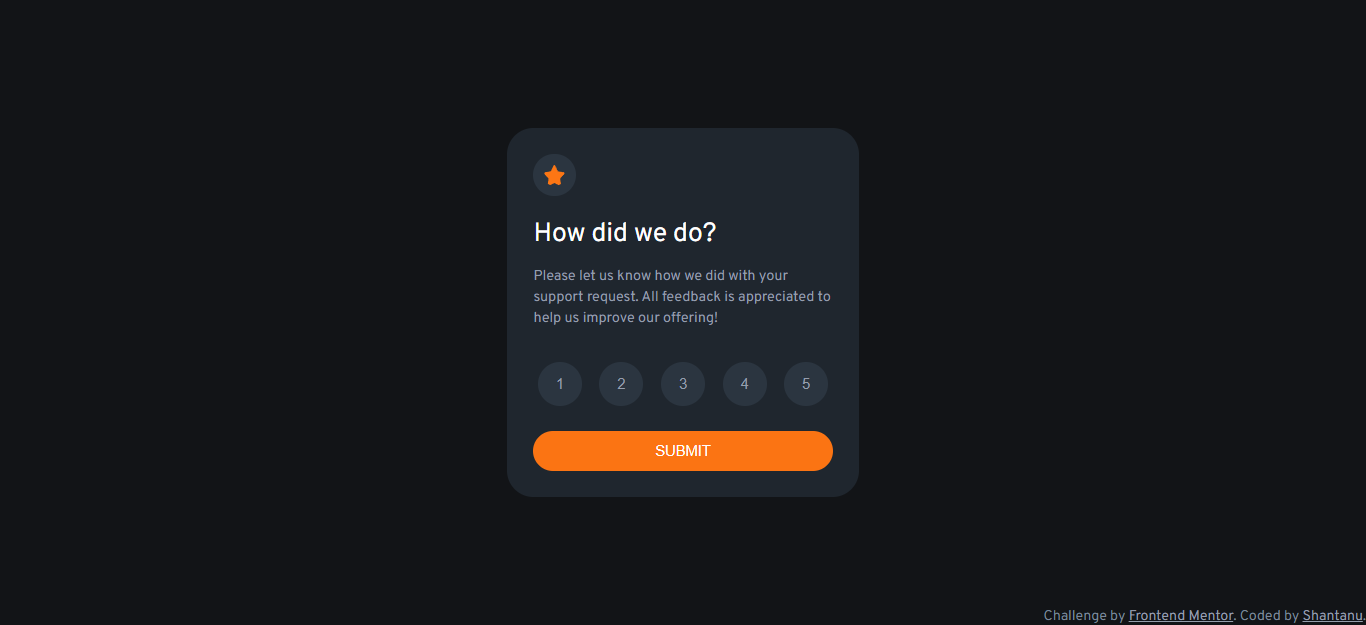 How did we do?
Please let us know how we did with your
support request. All feedback is appreciated to
help us improve our offering!
1 2 3 4 5
SUBMIT
Challenge by Frontend Mentor. Coded by Shantanu.